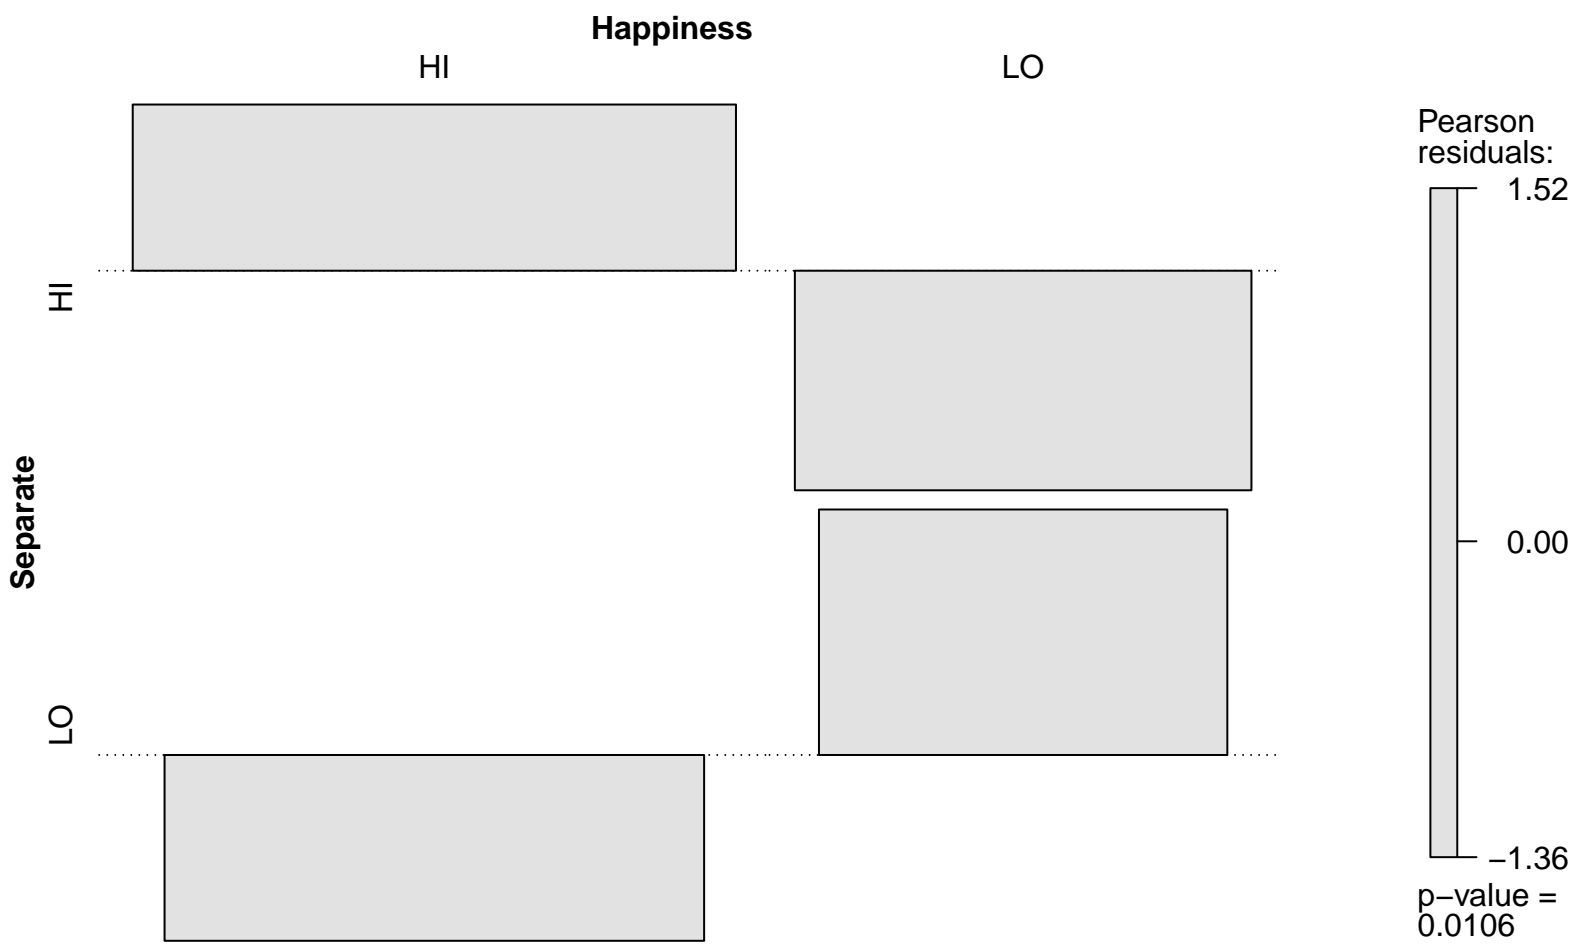 Happiness
HI LO
Pearson
residuals:
1.52
HI
Separate
0.00
LO
−1.36
p−value =
0.0106